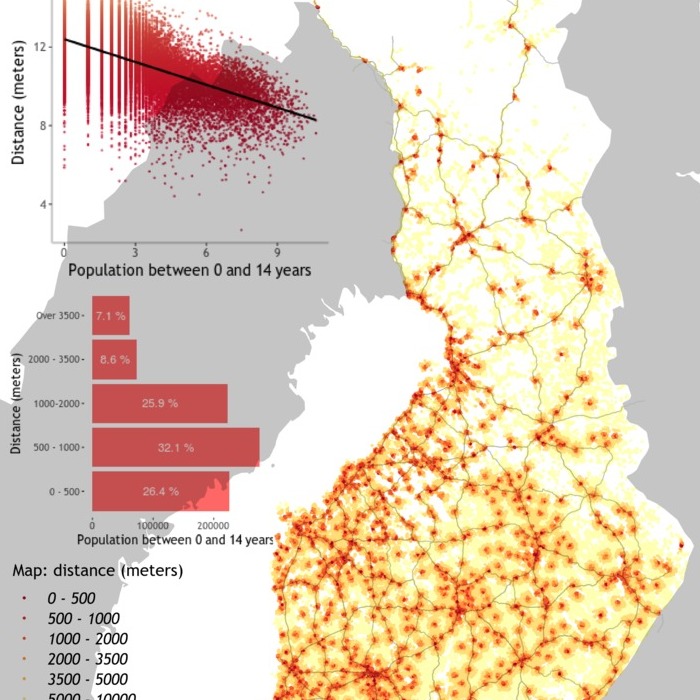 Distance (meters)
12
8
4
0 3 6 9
Population between 0 and 14 years
Distance (meters)
Over 3500 7.1 %
2000 - 3500 8.6 %
1000-2000 25.9 %
500 - 1000 32.1 %
0 - 500 26.4 %
0 100000 200000
Population between 0 and 14 years
Map: distance (meters)
0 - 500
500 - 1000
1000 - 2000
2000 - 3500
3500 - 5000
5000 - 10000